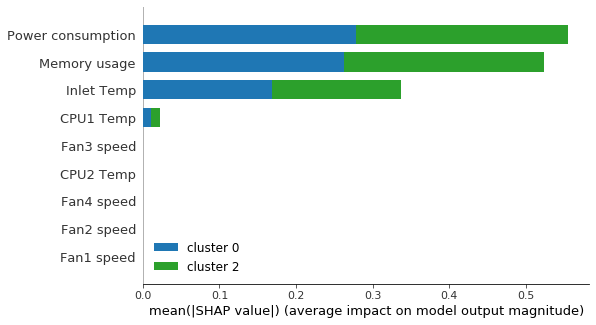 Power consumption
Memory usage
Inlet Temp
CPU1 Temp
Fan3 speed
CPU2 Temp
Fan4 speed
Fan2 speed
Fan1 speed
cluster 0
cluster 2
0.0 0.1 0.2 0.3 0.4 0.5
mean(|SHAP value|) (average impact on model output magnitude)